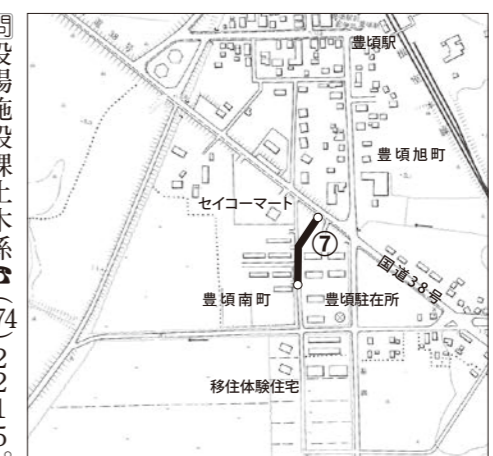 問役場施設課土木係☎(74)2215。
豊頃駅
豊頃旭町
セイコーマート
⑦
国道38号
豊頃南町
豊頃駐在所
移住体験住宅